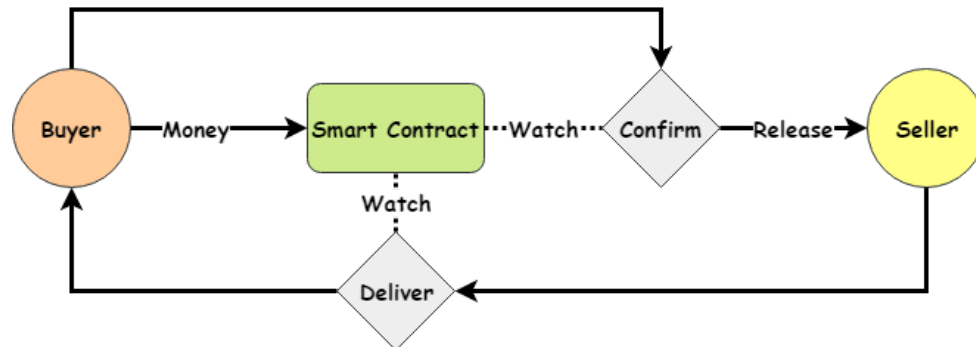 Buyer
Money
Smart Contract
Watch
Confirm
Release
Seller
Watch
Deliver